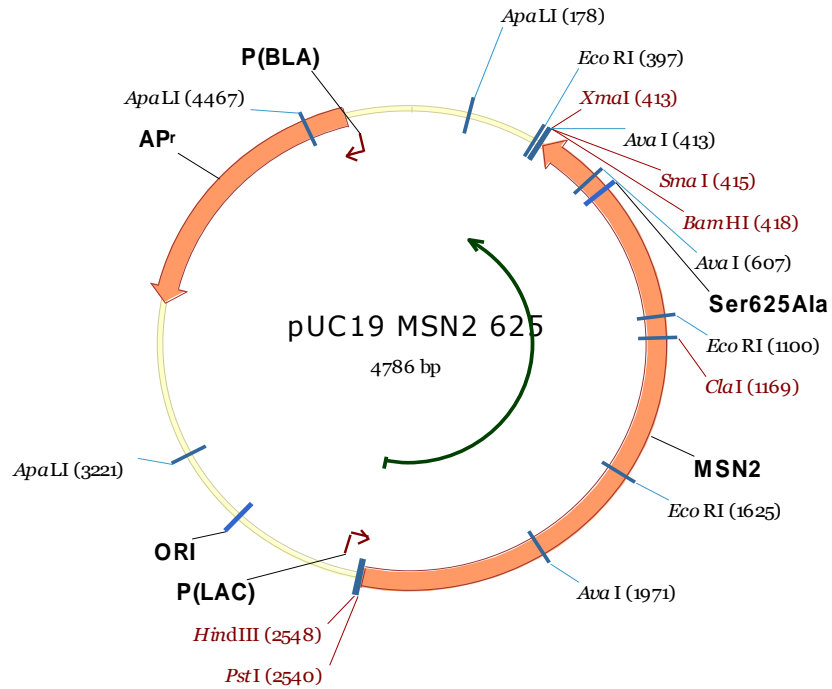 ApaLI (178)
P(BLA)
EcoRI (397)
ApaLI (4467)
XmaI (413)
APr
AvaI (413)
SmaI (415)
BamHI (418)
AvaI (607)
Ser625Ala
pUC19 MSN2 625
4786 bp
EcoRI (1100)
ClaI (1169)
MSN2
ApaLI (3221)
EcoRI (1625)
ORI
P(LAC)
AvaI (1971)
HindIII (2548)
PstI (2540)